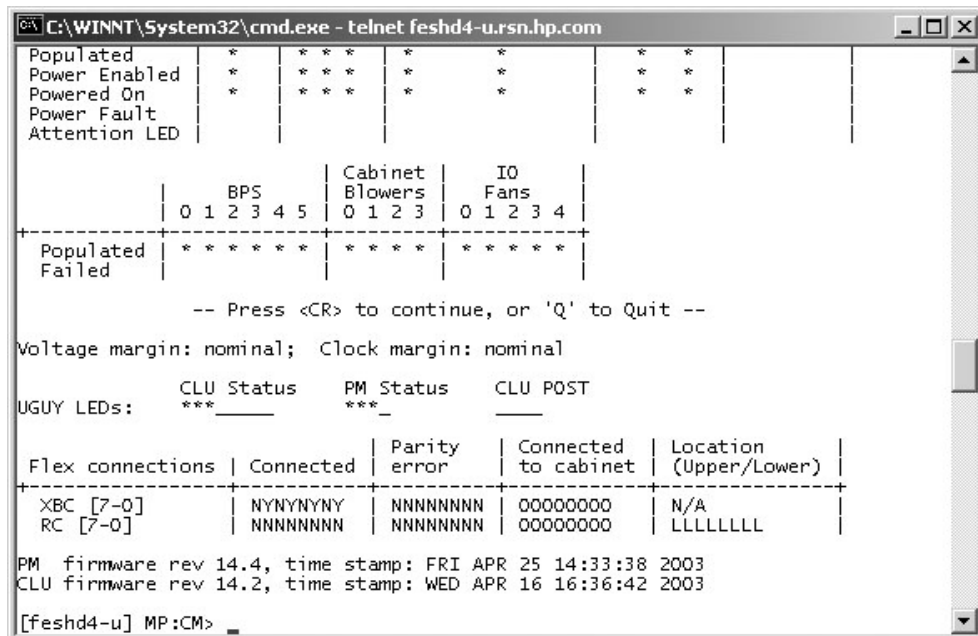 C:\WINNT\System32\cmd.exe - telnet feshd4-u.rsn.hp.com
Populated | * | * * * | * * | * * | |
Power Enabled | * | * * * | * * | * * | |
Powered On | * | * * * | * * | * * | |
Power Fault | | | | | |
Attention LED | | | | | |
| Cabinet | IO |
| BPS | Blowers | Fans |
| 0 1 2 3 4 5 | 0 1 2 3 | 0 1 2 3 4 |
+------------+-------------+---------+-----------+
Populated | * * * * * * | * * * * | * * * * * |
Failed | | | |
-- Press <CR> to continue, or 'Q' to Quit --
Voltage margin: nominal; Clock margin: nominal
CLU Status PM Status CLU POST
UGUY LEDs: ***_____ ***_ ____
| Parity | Connected | Location |
Flex connections | Connected | error | to cabinet | (Upper/Lower) |
+------------------+-----------+----------+------------+---------------+
XBC [7-0] | NYNYNYNY | NNNNNNNN | 00000000 | N/A |
RC [7-0] | NNNNNNNN | NNNNNNNN | 00000000 | LLLLLLLL |
PM firmware rev 14.4, time stamp: FRI APR 25 14:33:38 2003
CLU firmware rev 14.2, time stamp: WED APR 16 16:36:42 2003
[feshd4-u] MP:CM> _